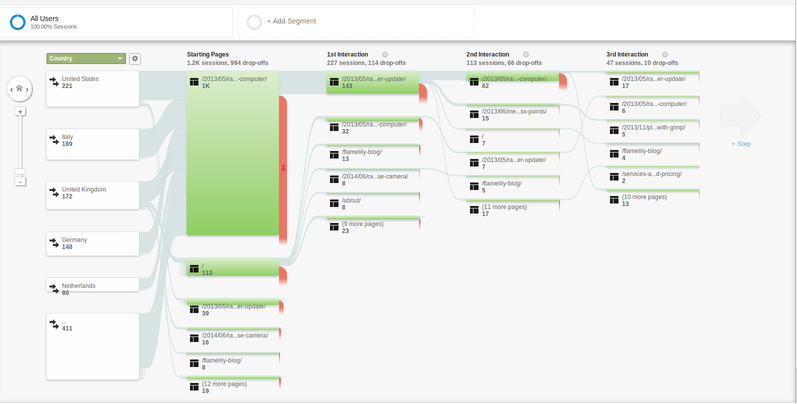 All Users
100.00% Sessions
+ Add Segment
Country
Starting Pages
1.2K sessions, 994 drop-offs
1st Interaction
227 sessions, 114 drop-offs
2nd Interaction
113 sessions, 66 drop-offs
3rd Interaction
47 sessions, 10 drop-offs
United States
221
Italy
189
United Kingdom
172
Germany
148
Netherlands
60
...
411
/2013/05/ra...-computer/
1K
/
113
/2013/05/ra...er-update/
39
/2014/06/ra...se-camera/
16
/flamelily-blog/
8
(12 more pages)
19
/2013/05/ra...er-update/
143
/2013/05/ra...-computer/
32
/flamelily-blog/
13
/2014/06/ra...se-camera/
8
/about/
8
(9 more pages)
23
/2013/05/ra...-computer/
62
/2013/06/me...ss-points/
15
/
7
/2013/05/ra...er-update/
7
/flamelily-blog/
5
(11 more pages)
17
/2013/05/ra...er-update/
17
/2013/05/ra...-computer/
6
/2013/11/pl...with-gimp/
5
/flamelily-blog/
4
/services-a...d-pricing/
2
(10 more pages)
13
+ Step